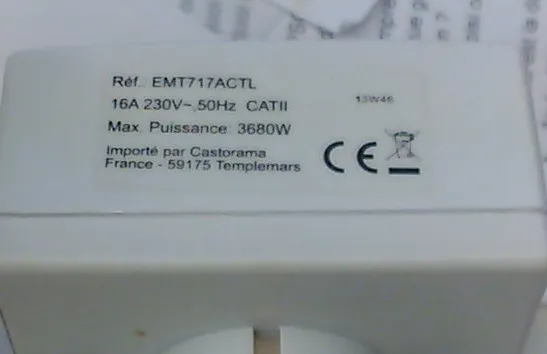 Réf. EMT717ACTL
16A 230V~ 50Hz CATII
13W46
Max. Puissance 3680W
Importé par Castorama
France - 59175 Templemars
CE